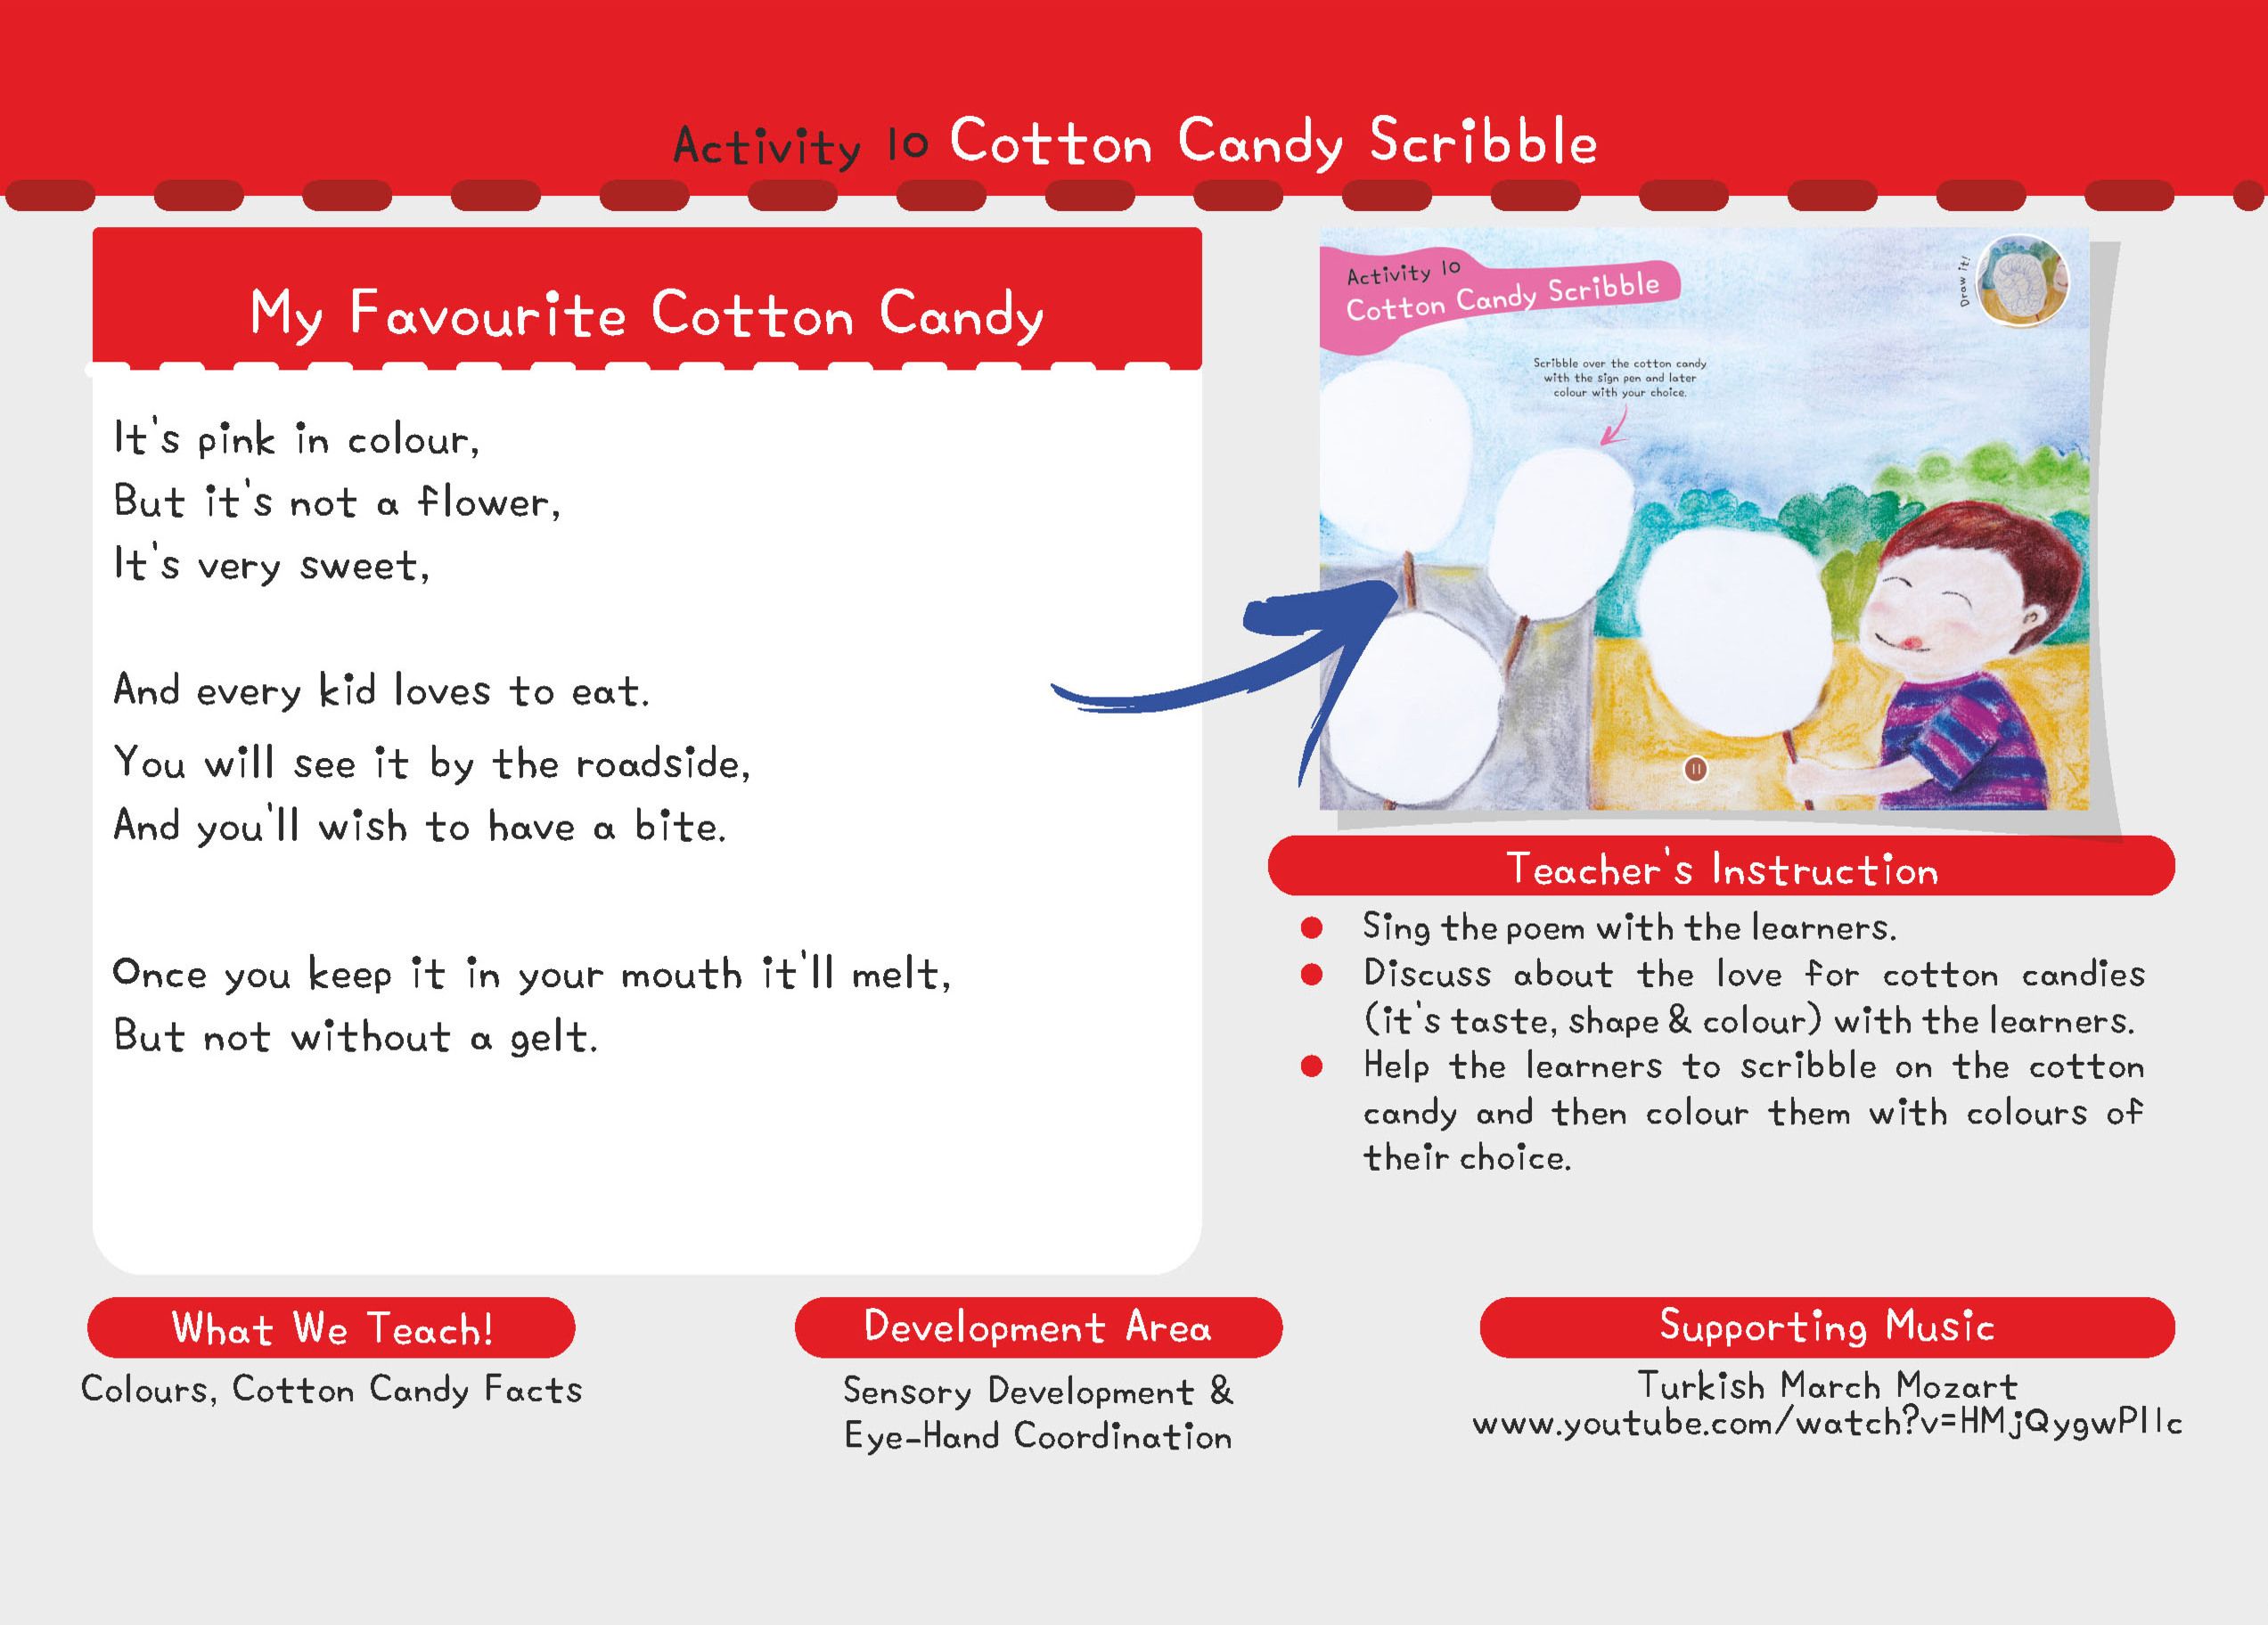 Activity 10 Cotton Candy Scribble
My Favourite Cotton Candy
It's pink in colour,
But it's not a flower,
It's very sweet,
And every kid loves to eat.
You will see it by the roadside,
And you'll wish to have a bite.
Once you keep it in your mouth it'll melt,
But not without a gelt.
Activity 10
Cotton Candy Scribble
Draw it!
Scribble over the cotton candy
with the sign pen and later
colour with your choice.
11
Teacher's Instruction
Sing the poem with the learners.
Discuss about the love for cotton candies
(it's taste, shape & colour) with the learners.
Help the learners to scribble on the cotton
candy and then colour them with colours of
their choice.
What We Teach!
Colours, Cotton Candy Facts
Development Area
Sensory Development &
Eye-Hand Coordination
Supporting Music
Turkish March Mozart
www.youtube.com/watch?v=HMjQygwPI1c